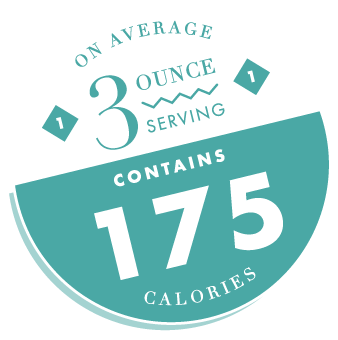 ON AVERAGE
1 3 OUNCE 1
SERVING
CONTAINS
175
CALORIES